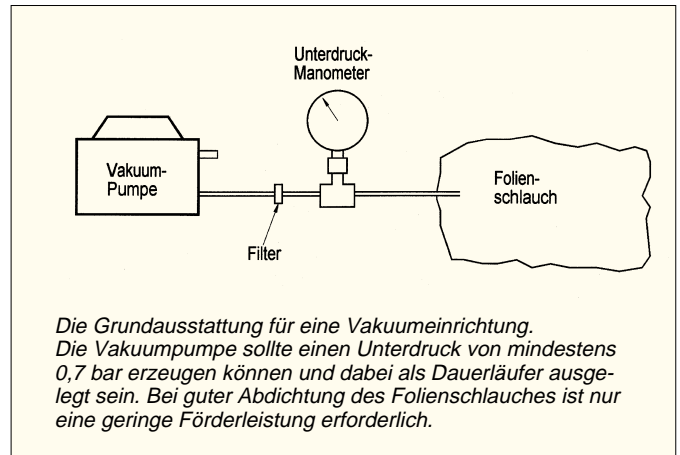 Unterdruck-
Manometer
Vakuum-
Pumpe
Folien-
schlauch
Filter
Die Grundausstattung für eine Vakuumeinrichtung.
Die Vakuumpumpe sollte einen Unterdruck von mindestens
0,7 bar erzeugen können und dabei als Dauerläufer ausge-
legt sein. Bei guter Abdichtung des Folienschlauches ist nur
eine geringe Förderleistung erforderlich.